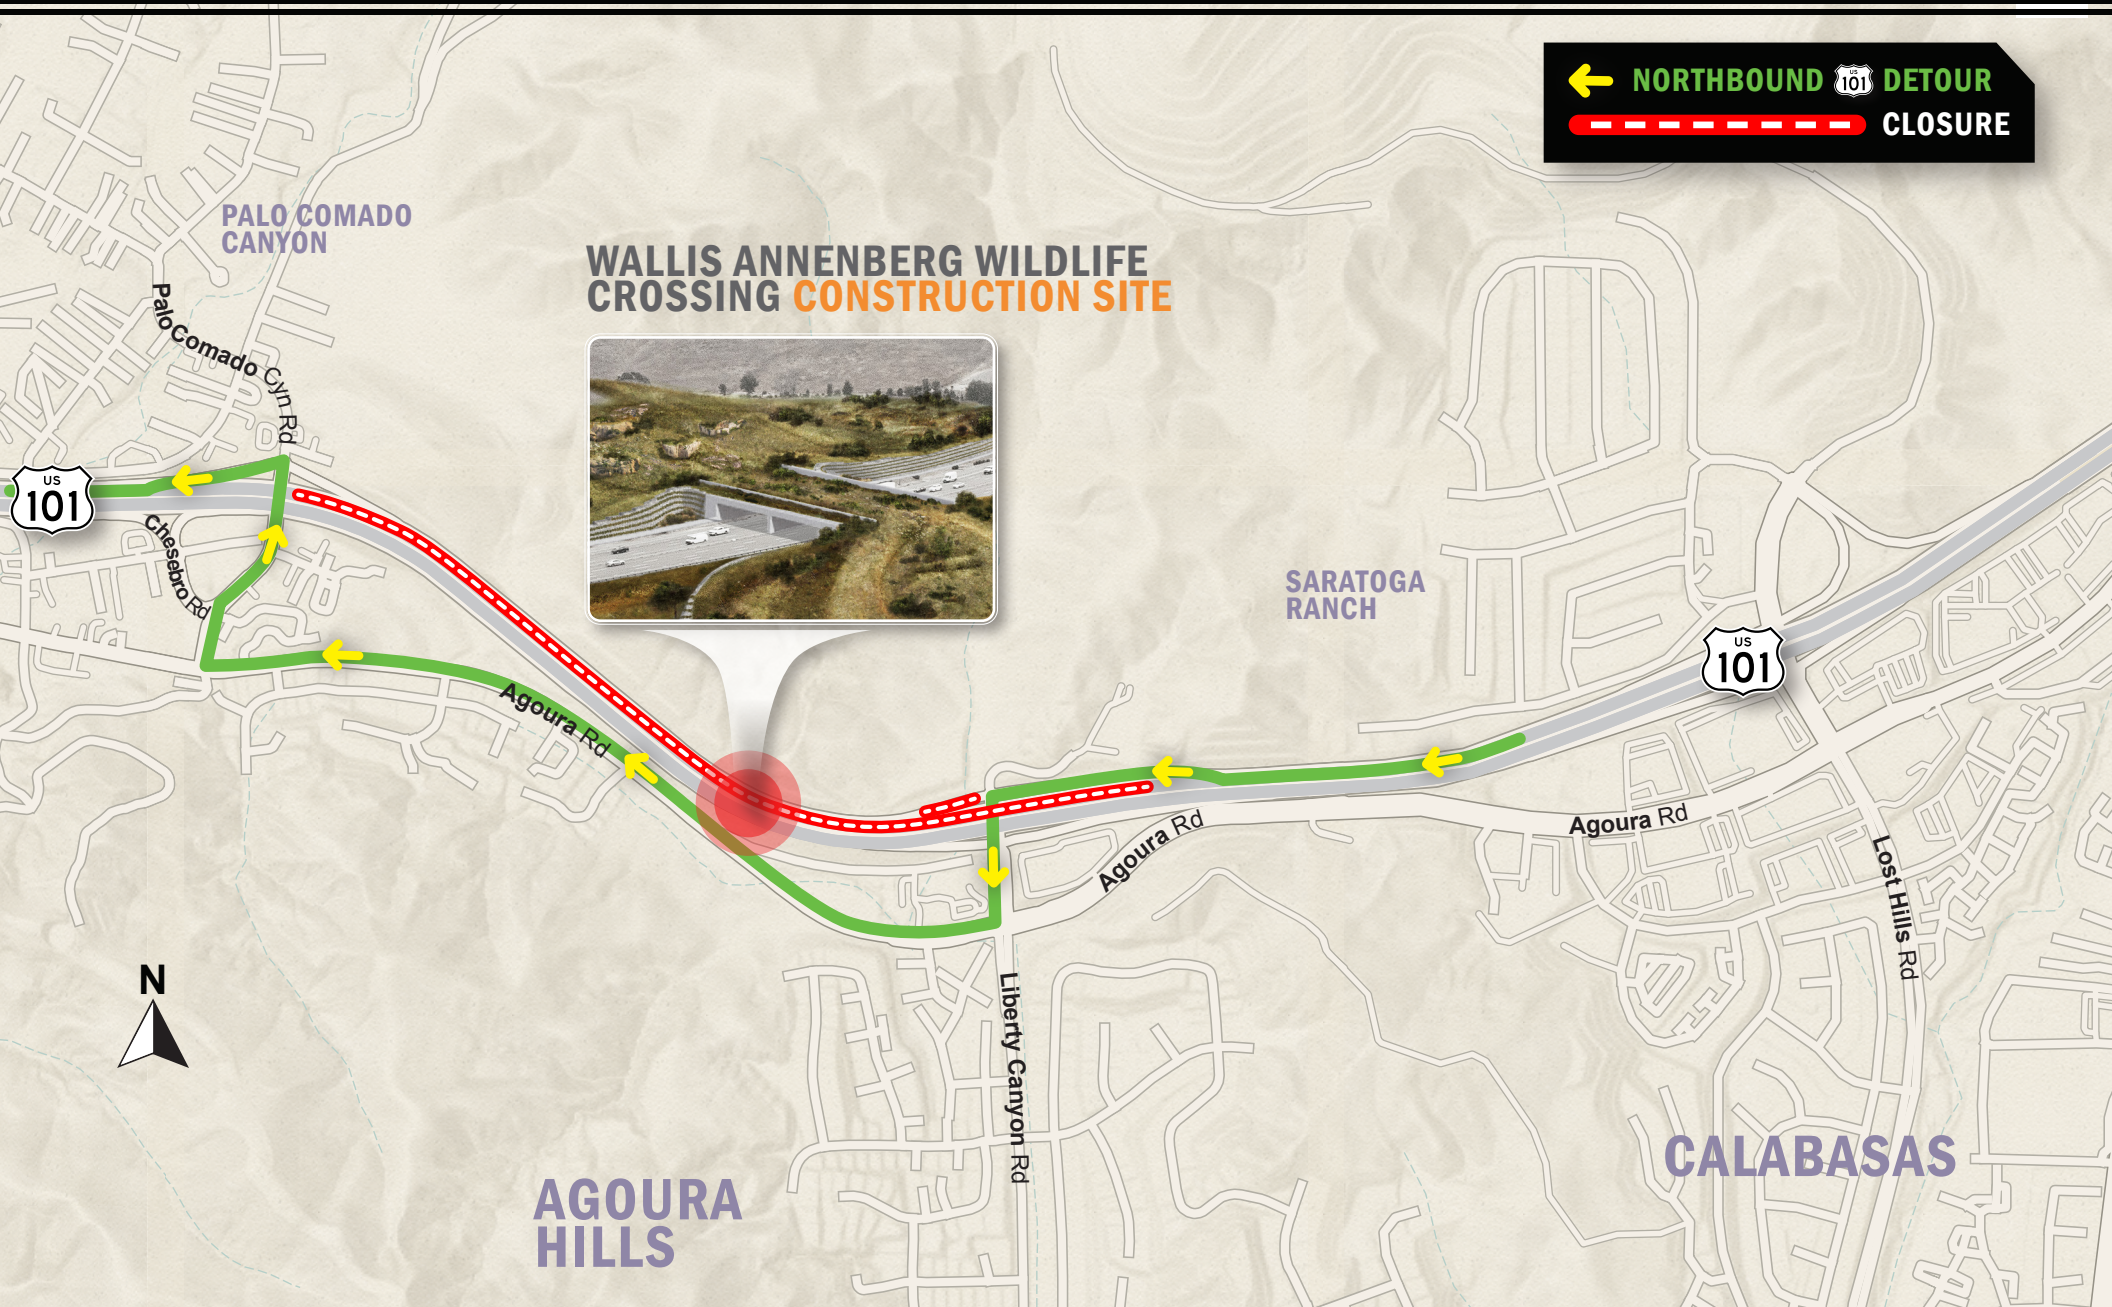 NORTHBOUND US 101 DETOUR
CLOSURE
PALO COMADO
CANYON
WALLIS ANNENBERG WILDLIFE
CROSSING CONSTRUCTION SITE
Palo Comado Cyn Rd
US
101
Chesebro Rd
SARATOGA
RANCH
US
101
Agoura Rd
Agoura Rd
Agoura Rd
Lost Hills Rd
N
Liberty Canyon Rd
CALABASAS
AGOURA
HILLS